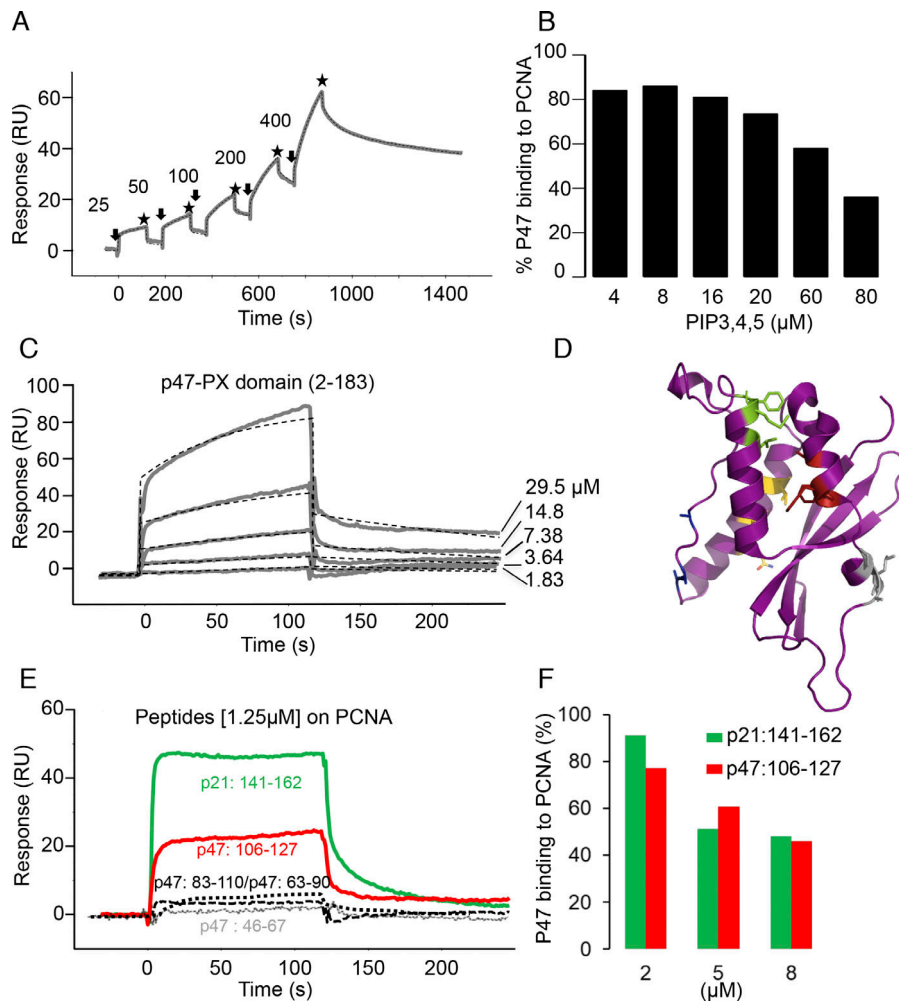 A
Response (RU)
60
40
20
0
25
50
100
200
400
0
200
600
800
1000
1400
Time (s)
B
% P47 binding to PCNA
100
80
60
40
20
0
4
8
16
20
60
80
PIP3,4,5 (µM)
C
p47-PX domain (2-183)
Response (RU)
100
80
60
40
20
0
29.5 µM
14.8
7.38
3.64
1.83
0
50
100
150
200
Time (s)
D
E
Peptides [1.25µM] on PCNA
Response (RU)
60
40
20
0
p21: 141-162
p47: 106-127
p47: 83-110/p47: 63-90
p47 : 46-67
0
50
100
150
200
Time (s)
F
P47 binding to PCNA (%)
100
80
60
40
20
0
p21:141-162
p47:106-127
2
5
8
(µM)